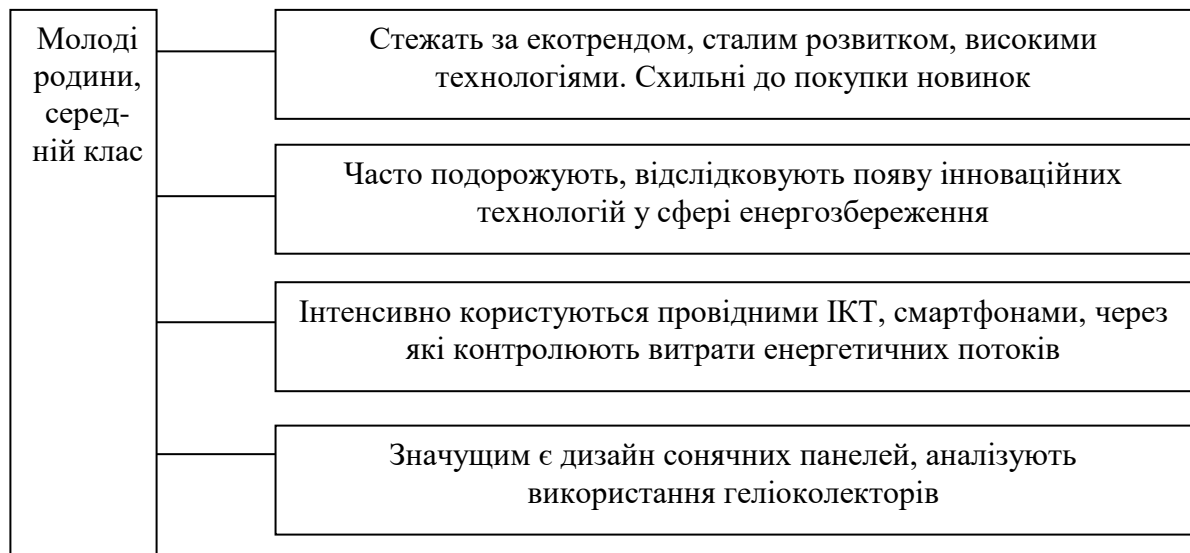 Молоді
родини,
серед-
ній клас
Стежать за екотрендом, сталим розвитком, високими
технологіями. Схильні до покупки новинок
Часто подорожують, відслідковують появу інноваційних
технологій у сфері енергозбереження
Інтенсивно користуються провідними ІКТ, смартфонами, через
які контролюють витрати енергетичних потоків
Значущим є дизайн сонячних панелей, аналізують
використання геліоколекторів